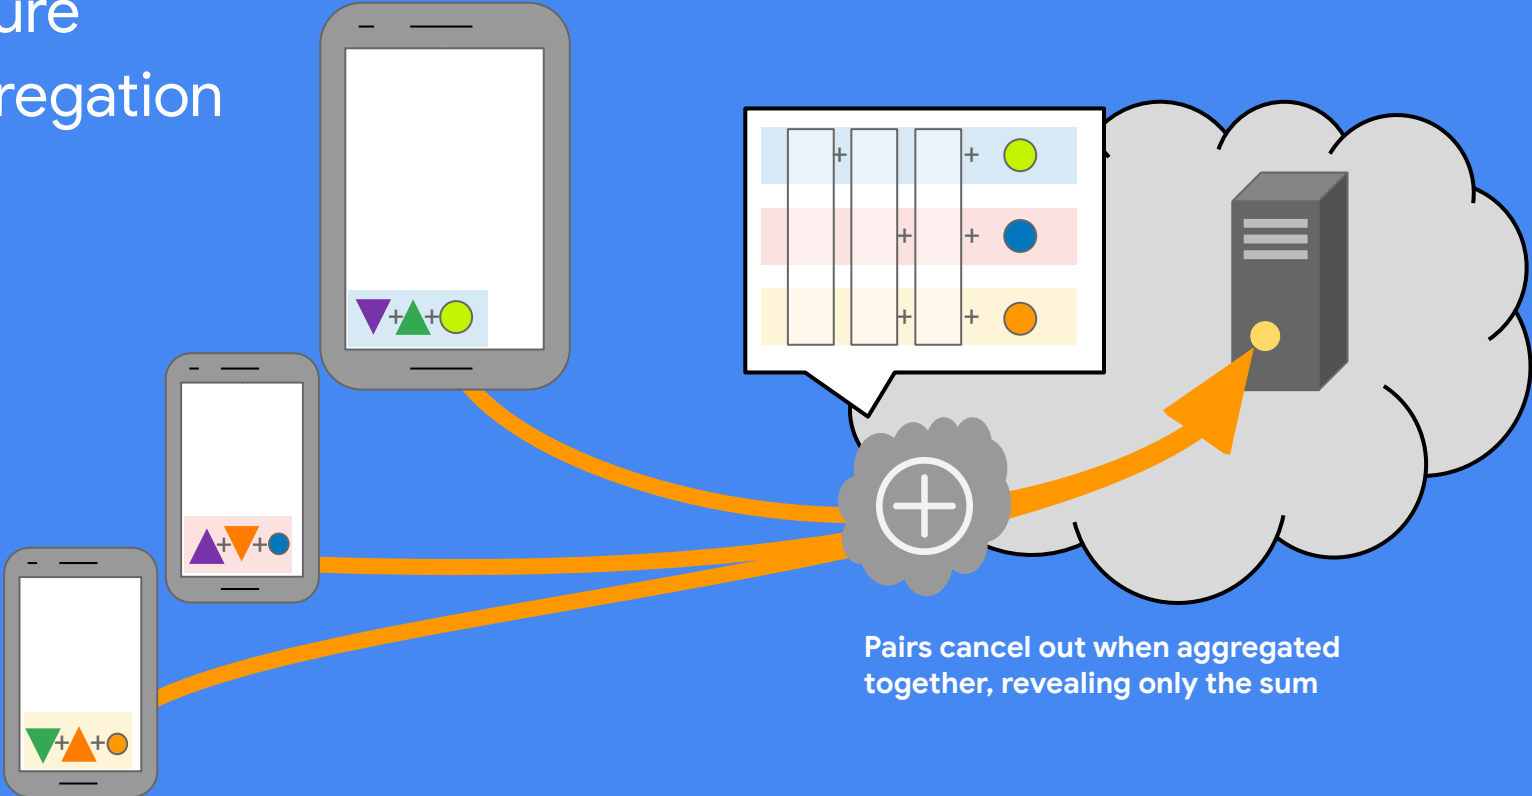 ure
regation
+ + 
+ +
+ +
+ +
+ +
+ +
Pairs cancel out when aggregated
together, revealing only the sum